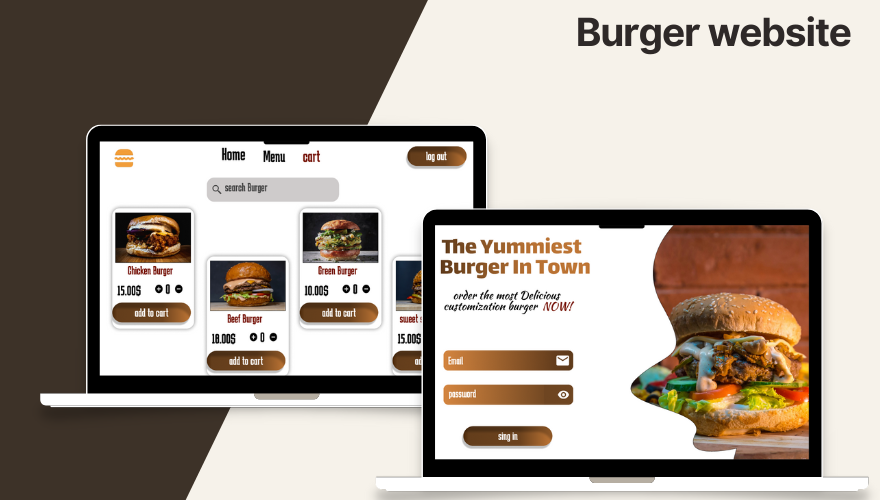 Burger website
Home Menu cart
log out
search Burger
Chicken Burger
15.00$ 0
add to cart
Beef Burger
18.00$ 0
add to cart
Green Burger
10.00$ 0
add to cart
sweet s
15.00$
ad
The Yummiest
Burger In Town
order the most Delicious
customization burger NOW!
Email
password
sing in